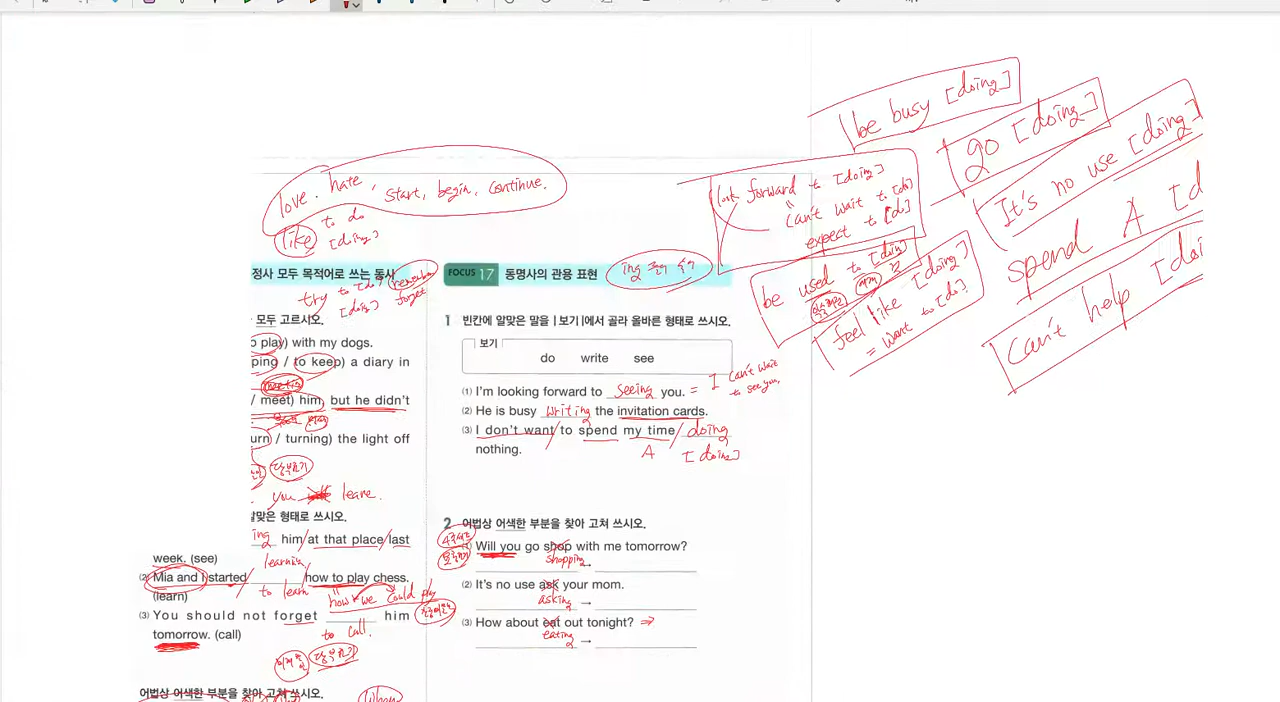 be busy [doing]
go [doing]
It's no use [doing]
spend A [d
can't help [doi
look forward to [doing]
can't wait to [do]
expect to [do]
be used to [doing]
feel like [doing]
= want to [do]
love, hate, start, begin, continue.
like to do
[doing]
정사 모두 목적어로 쓰는 동사
remember
forget
try to [do]
[doing]
모두 고르시오.
o play) with my dogs.
ping / to keep) a diary in
/ meet) him, but he didn't
urn / turning) the light off
you leave.
알맞은 형태로 쓰시오.
ing him/at that place/last
week. (see)
learning
(2) Mia and I started / to learn /how to play chess.
(learn)
how we could play
(3) You should not forget him
to call.
tomorrow. (call)
어법상 어색한 부분을 찾아 고쳐 쓰시오.
When
FOCUS 17 동명사의 관용 표현
1 빈칸에 알맞은 말을 |보기|에서 골라 올바른 형태로 쓰시오.
보기
do write see
(1) I'm looking forward to seeing you. = I can't wait
to see you.
(2) He is busy writing the invitation cards.
(3) I don't want/to spend my time/ doing
nothing. A [doing]
2 어법상 어색한 부분을 찾아 고쳐 쓰시오.
(1) Will you go shop with me tomorrow?
shopping →
(2) It's no use ask your mom.
asking →
(3) How about eat out tonight? ⇒
eating →